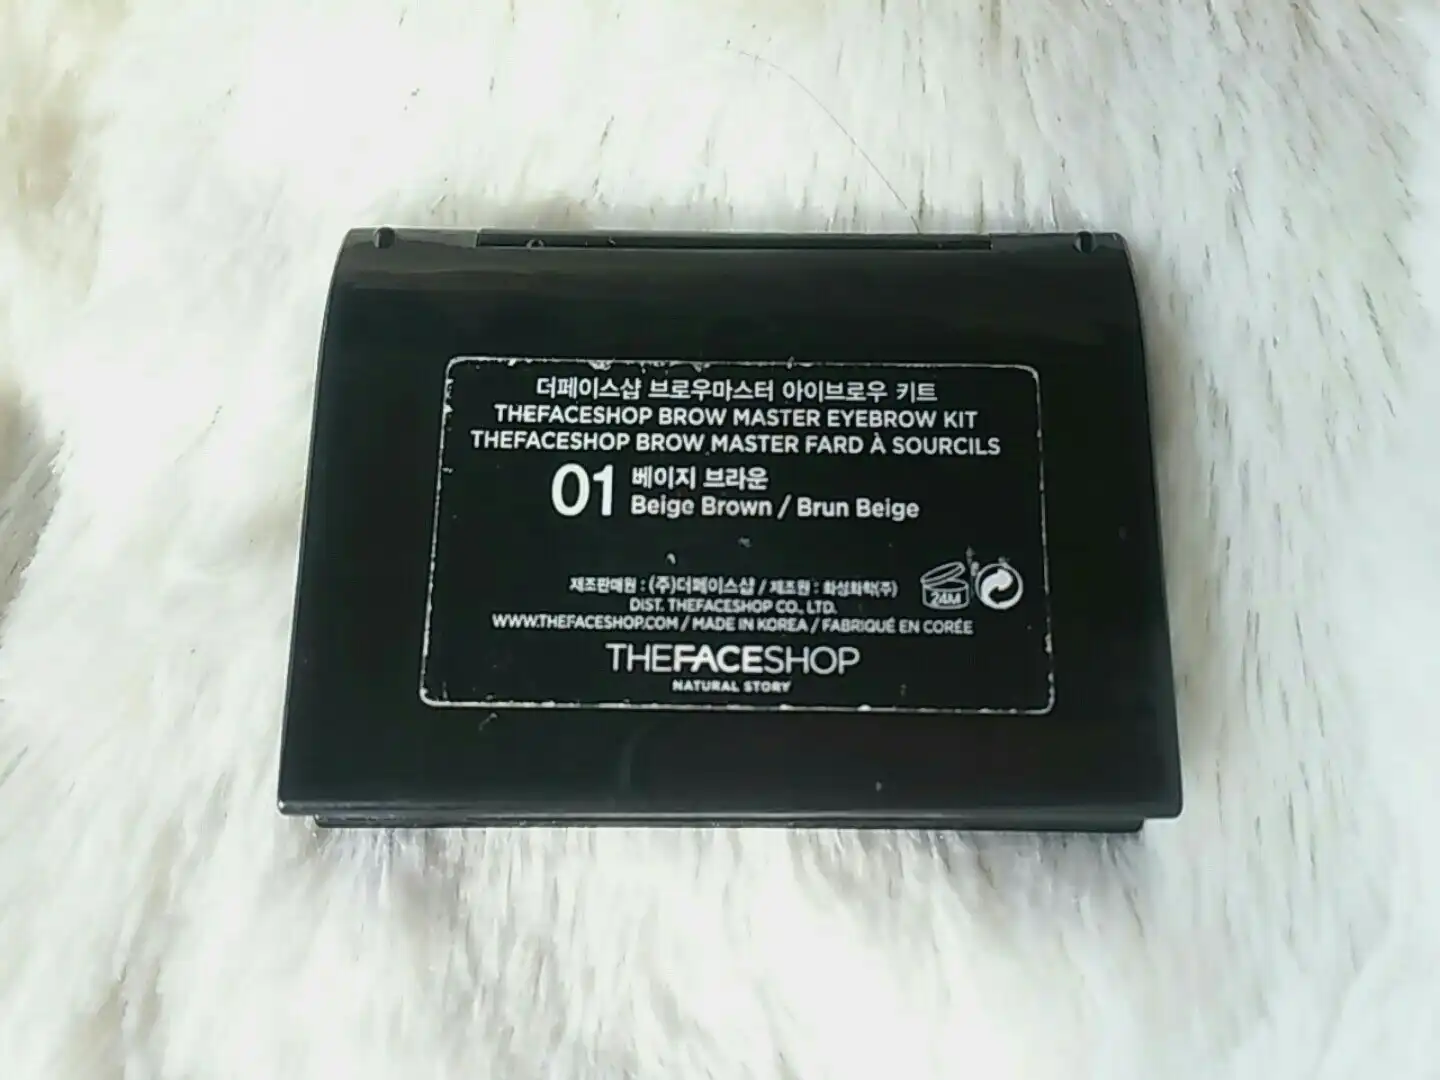 더페이스샵 브로우마스터 아이브로우 키트
THEFACESHOP BROW MASTER EYEBROW KIT
THEFACESHOP BROW MASTER FARD À SOURCILS
01 베이지 브라운
Beige Brown / Brun Beige
제조판매원 : (주)더페이스샵 / 제조원 : 화성화학(주)
24M
DIST. THEFACESHOP CO., LTD.
WWW.THEFACESHOP.COM / MADE IN KOREA / FABRIQUÉ EN CORÉE
THEFACESHOP
NATURAL STORY